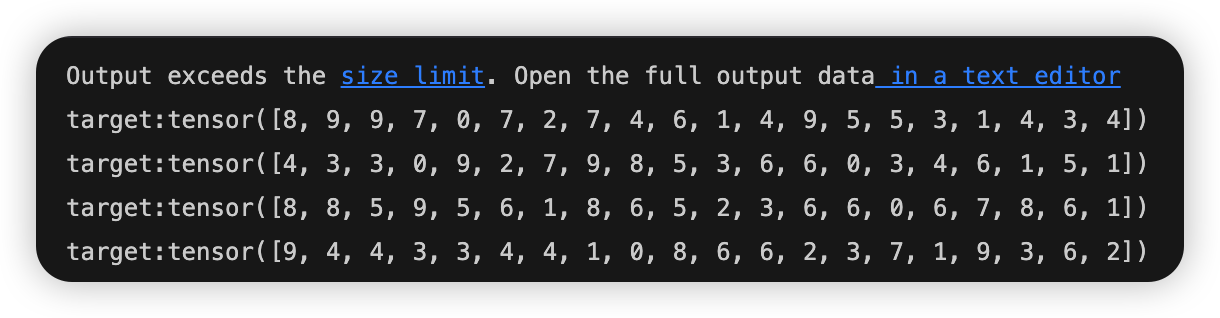 Output exceeds the size limit. Open the full output data in a text editor
target:tensor([8, 9, 9, 7, 0, 7, 2, 7, 4, 6, 1, 4, 9, 5, 5, 3, 1, 4, 3, 4])
target:tensor([4, 3, 3, 0, 9, 2, 7, 9, 8, 5, 3, 6, 6, 0, 3, 4, 6, 1, 5, 1])
target:tensor([8, 8, 5, 9, 5, 6, 1, 8, 6, 5, 2, 3, 6, 6, 0, 6, 7, 8, 6, 1])
target:tensor([9, 4, 4, 3, 3, 4, 4, 1, 0, 8, 6, 6, 2, 3, 7, 1, 9, 3, 6, 2])